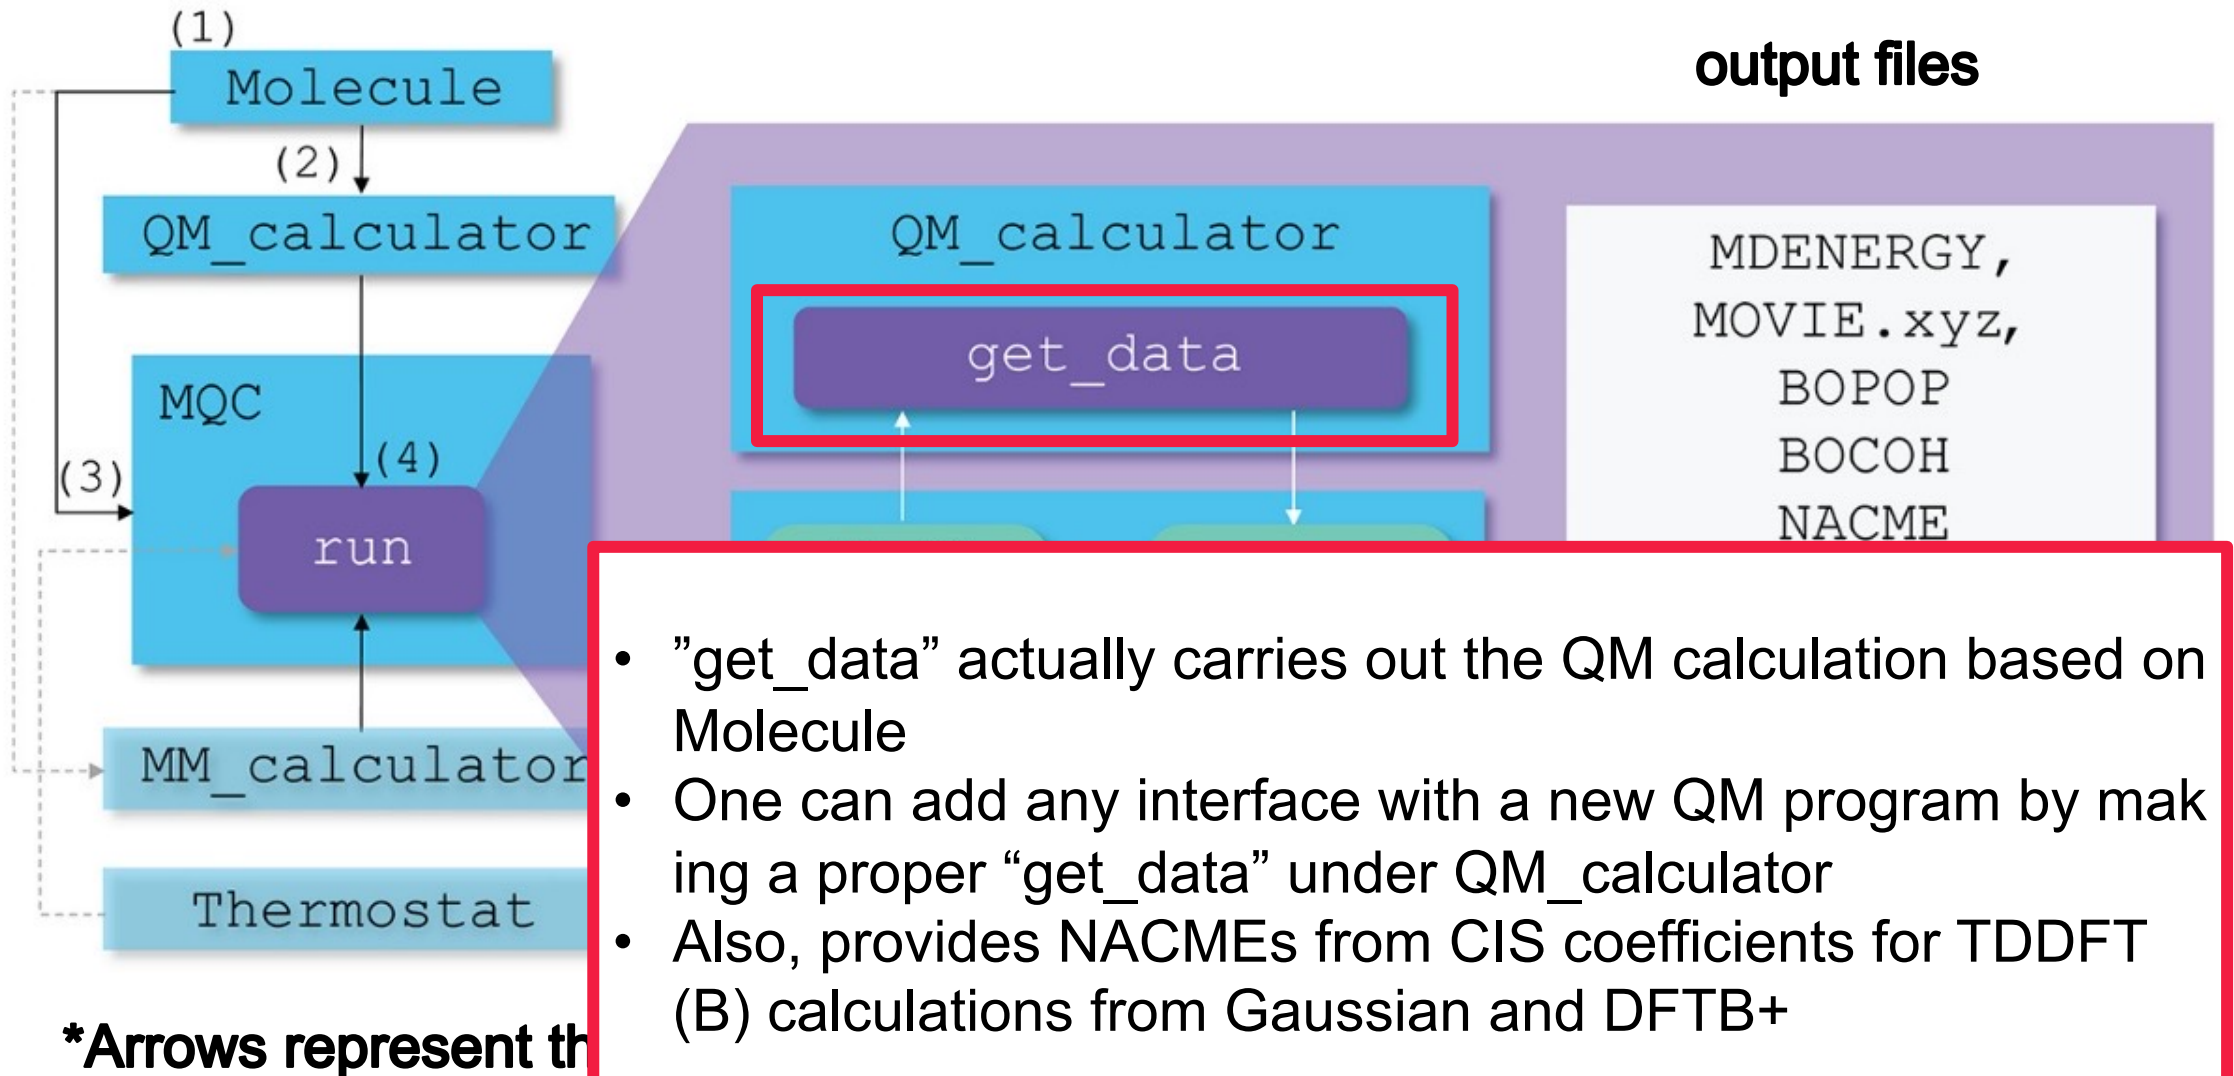 (1)
Molecule
(2)
QM_calculator
MQC
(3)
(4)
run
MM_calculator
Thermostat
output files
QM_calculator
get_data
MDENERGY,
MOVIE.xyz,
BOPOP
BOCOH
NACME
• ”get_data” actually carries out the QM calculation based on
Molecule
• One can add any interface with a new QM program by mak
ing a proper “get_data” under QM_calculator
• Also, provides NACMEs from CIS coefficients for TDDFT
(B) calculations from Gaussian and DFTB+
*Arrows represent